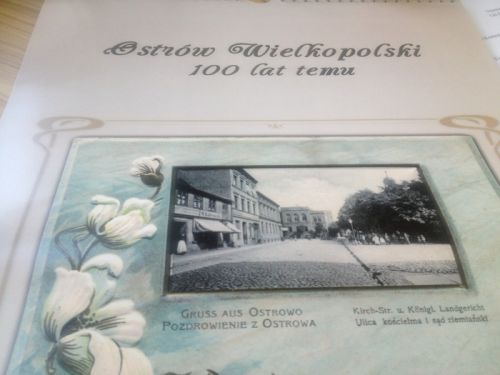 Ostrów Wielkopolski
100 lat temu
Gruss aus Ostrowo
Pozdrowienie z Ostrowa
Kirch-Str. u. Königl. Landgericht
Ulica kościelna i sąd ziemiański